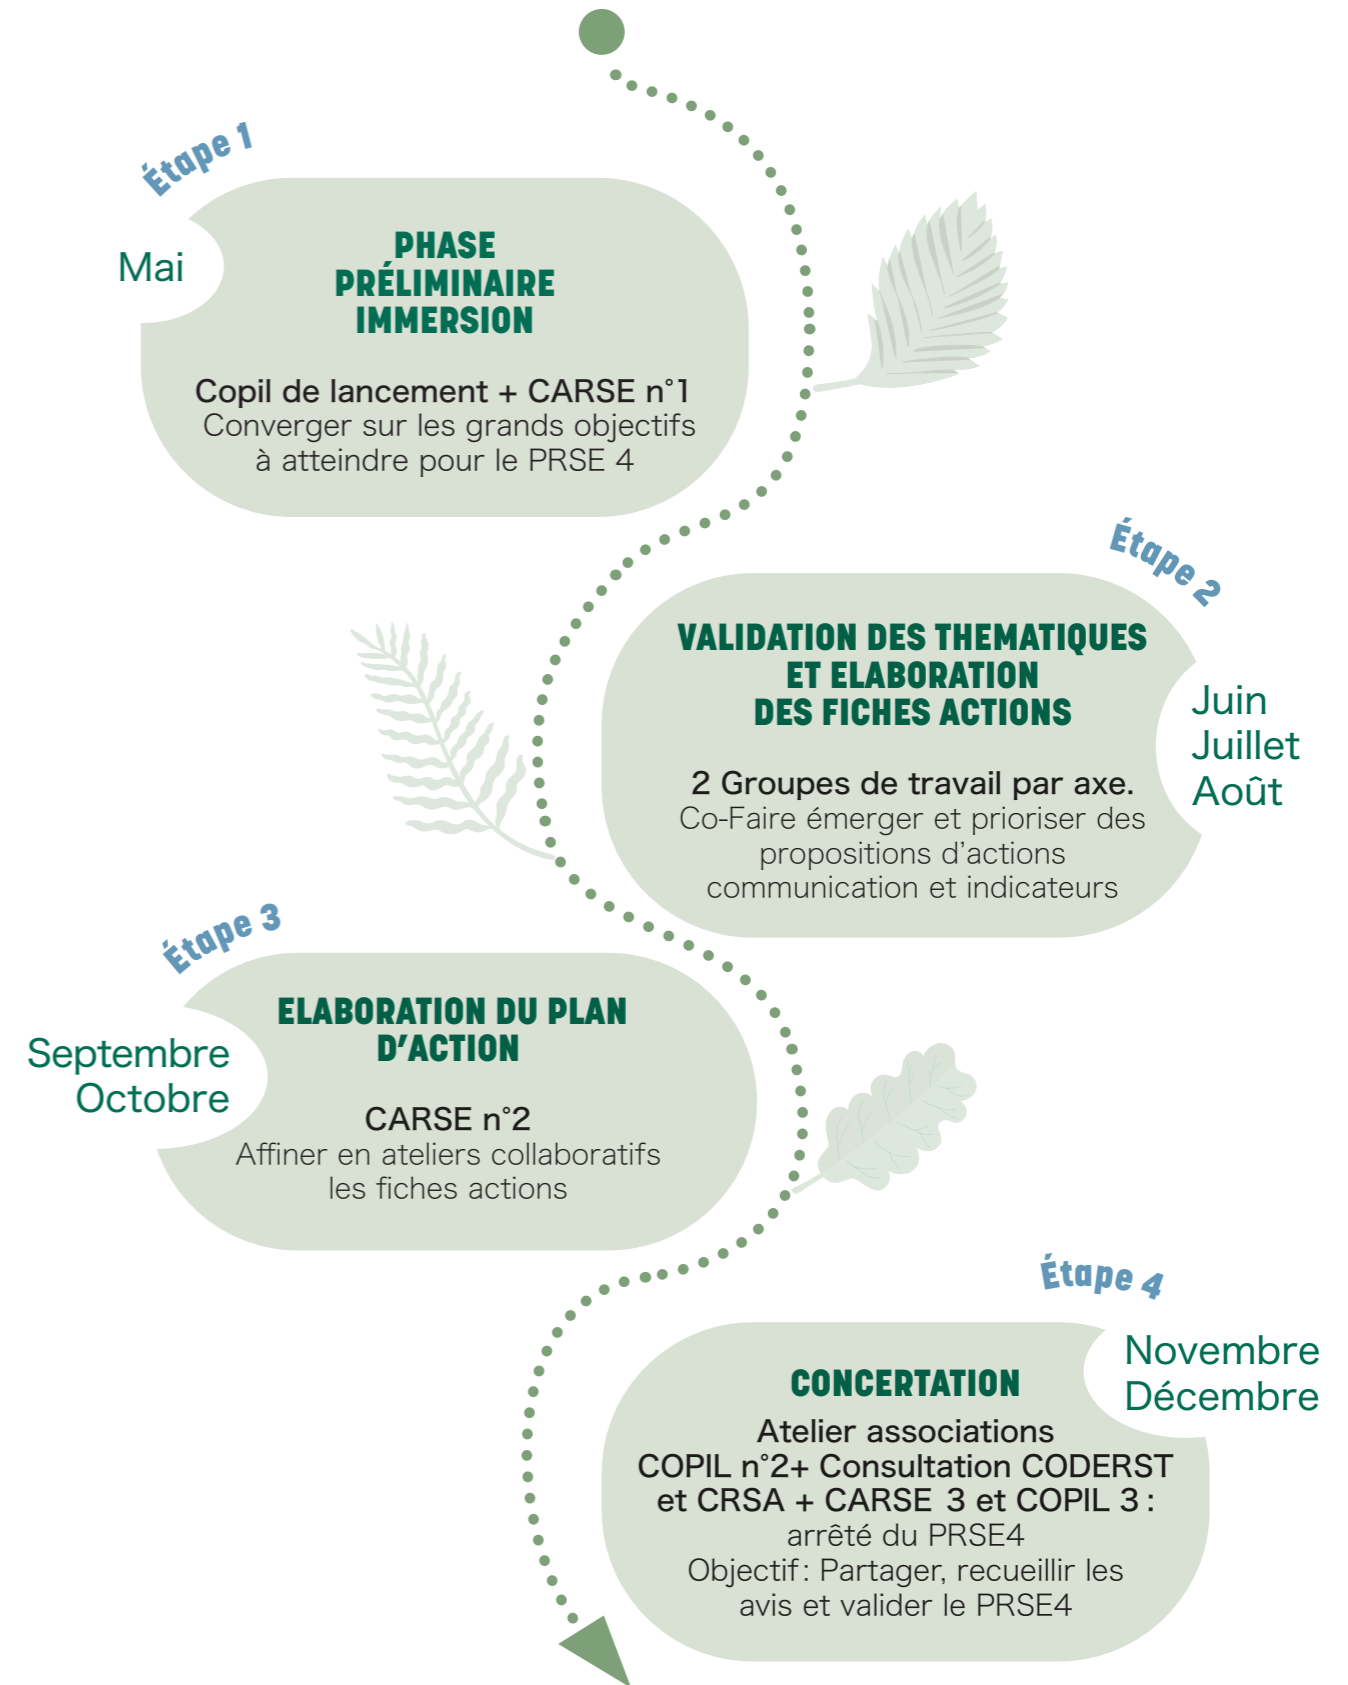 Étape 1
Mai
PHASE
PRÉLIMINAIRE
IMMERSION
Copil de lancement + CARSE n°1
Converger sur les grands objectifs
à atteindre pour le PRSE 4
Étape 2
Juin
Juillet
Août
VALIDATION DES THEMATIQUES
ET ELABORATION
DES FICHES ACTIONS
2 Groupes de travail par axe.
Co-Faire émerger et prioriser des
propositions d'actions
communication et indicateurs
Étape 3
Septembre
Octobre
ELABORATION DU PLAN
D'ACTION
CARSE n°2
Affiner en ateliers collaboratifs
les fiches actions
Étape 4
Novembre
Décembre
CONCERTATION
Atelier associations
COPIL n°2+ Consultation CODERST
et CRSA + CARSE 3 et COPIL 3 :
arrêté du PRSE4
Objectif : Partager, recueillir les
avis et valider le PRSE4